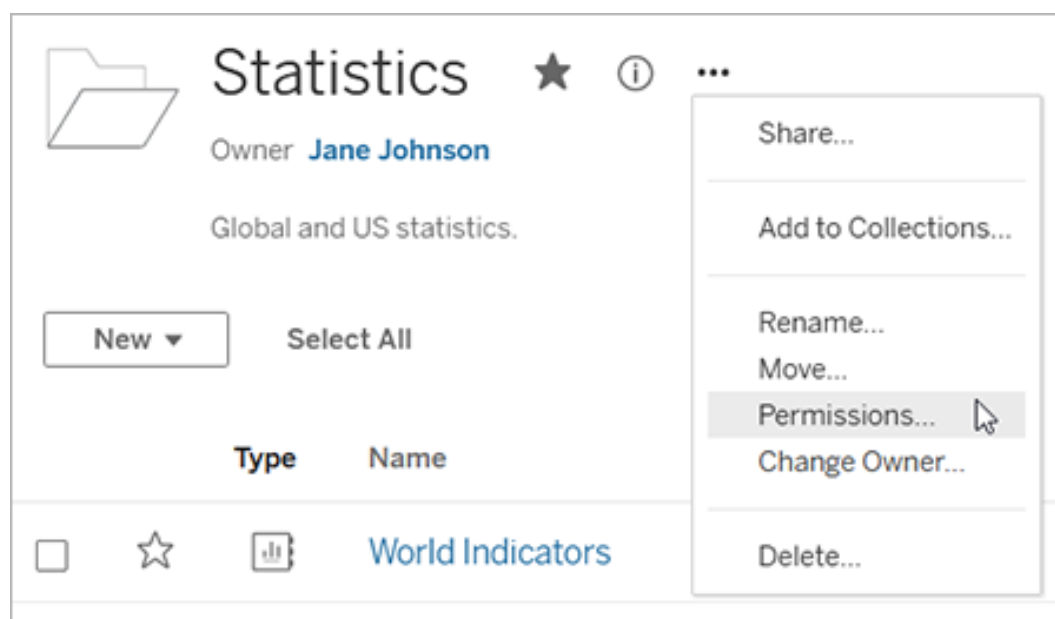 Statistics
Owner Jane Johnson
Global and US statistics.
New
Select All
Type Name
World Indicators
Share...
Add to Collections...
Rename...
Move...
Permissions...
Change Owner...
Delete...